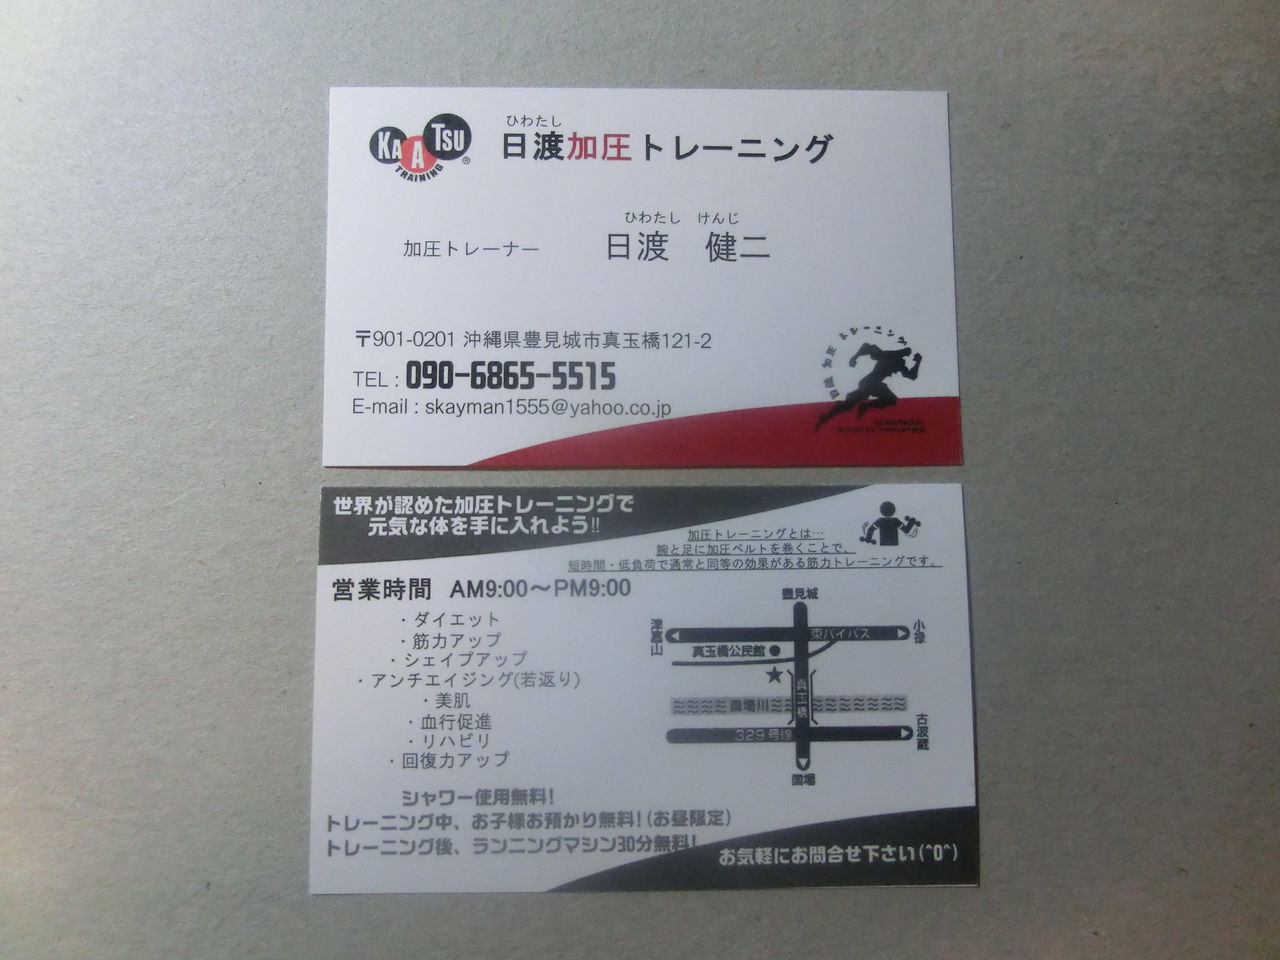 KAATSU
TRAINING
®
ひわたし
日渡加圧トレーニング
ひわたし けんじ
加圧トレーナー 日渡 健二
〒901-0201 沖縄県豊見城市真玉橋121-2
TEL : 090-6865-5515
E-mail : skayman1555@yahoo.co.jp
日渡 加圧 トレーニング
世界が認めた加圧トレーニングで
元気な体を手に入れよう!!
加圧トレーニングとは…
腕と足に加圧ベルトを巻くことで、
短時間・低負荷で通常と同等の効果がある筋力トレーニングです。
営業時間 AM9:00～PM9:00
・ダイエット
・筋力アップ
・シェイプアップ
・アンチエイジング(若返り)
・美肌
・血行促進
・リハビリ
・回復力アップ
豊見城
津嘉山
東バイパス
小禄
真玉橋公民館
真玉橋
国場川
329号線
古波蔵
国場
シャワー使用無料!
トレーニング中、お子様お預かり無料!(お昼限定)
トレーニング後、ランニングマシン30分無料!
お気軽にお問合せ下さい(^0^)